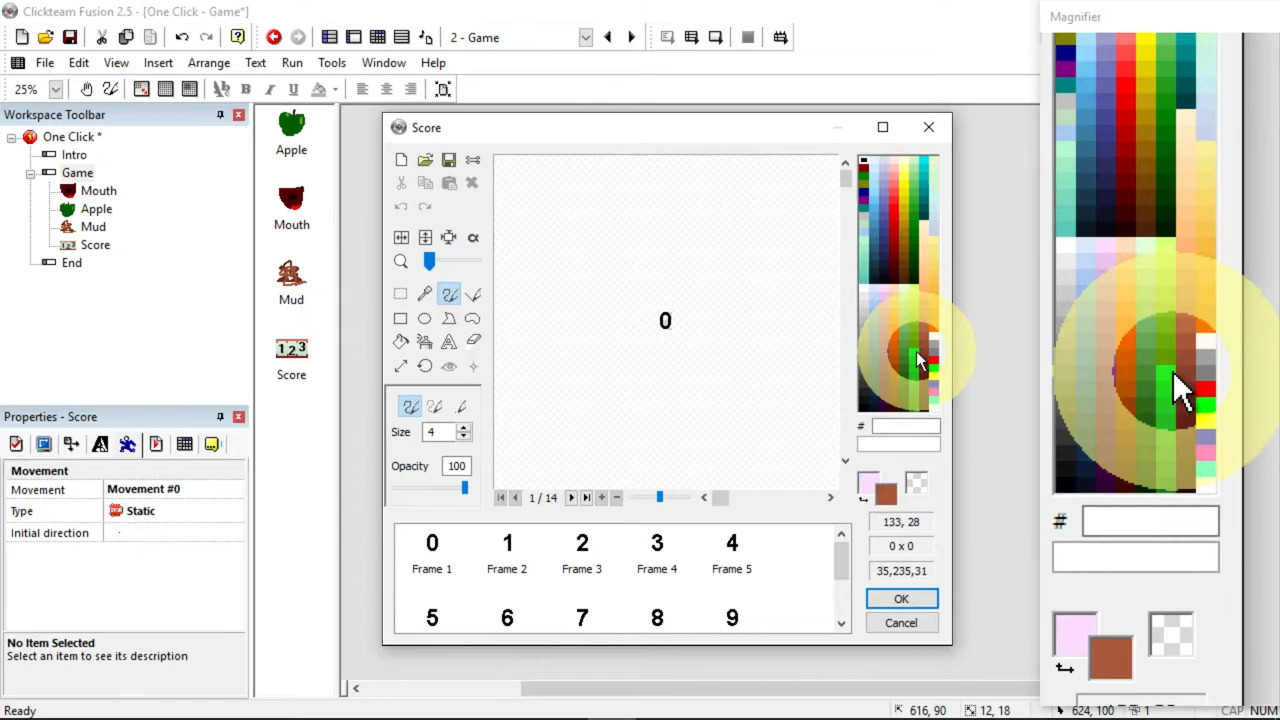 Clickteam Fusion 2.5 - [One Click - Game*]
Magnifier
2 - Game
File Edit View Insert Arrange Text Run Tools Window Help
25% B I U
Workspace Toolbar
One Click *
Intro
Game
Mouth
Apple
Mud
Score
End
Apple
Mouth
Mud
1 2 3
Score
Score
0
Size 4
Opacity 100
1 / 14
#
133, 28
0 x 0
35,235,31
OK
Cancel
0 1 2 3 4
Frame 1 Frame 2 Frame 3 Frame 4 Frame 5
5 6 7 8 9
Properties - Score
Movement
Movement Movement #0
Type Static
Initial direction
No Item Selected
Select an item to see its description
#
Ready
616, 90 12, 18 624, 100 1 CAP NUM